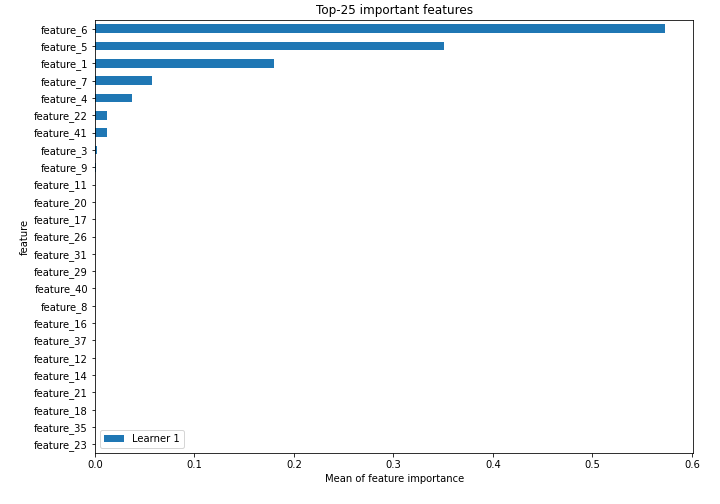 Top-25 important features
feature_6
feature_5
feature_1
feature_7
feature_4
feature_22
feature_41
feature_3
feature_9
feature_11
feature_20
feature_17
feature_26
feature_31
feature_29
feature_40
feature_8
feature_16
feature_37
feature_12
feature_14
feature_21
feature_18
feature_35
feature_23
feature
Learner 1
0.0 0.1 0.2 0.3 0.4 0.5 0.6
Mean of feature importance